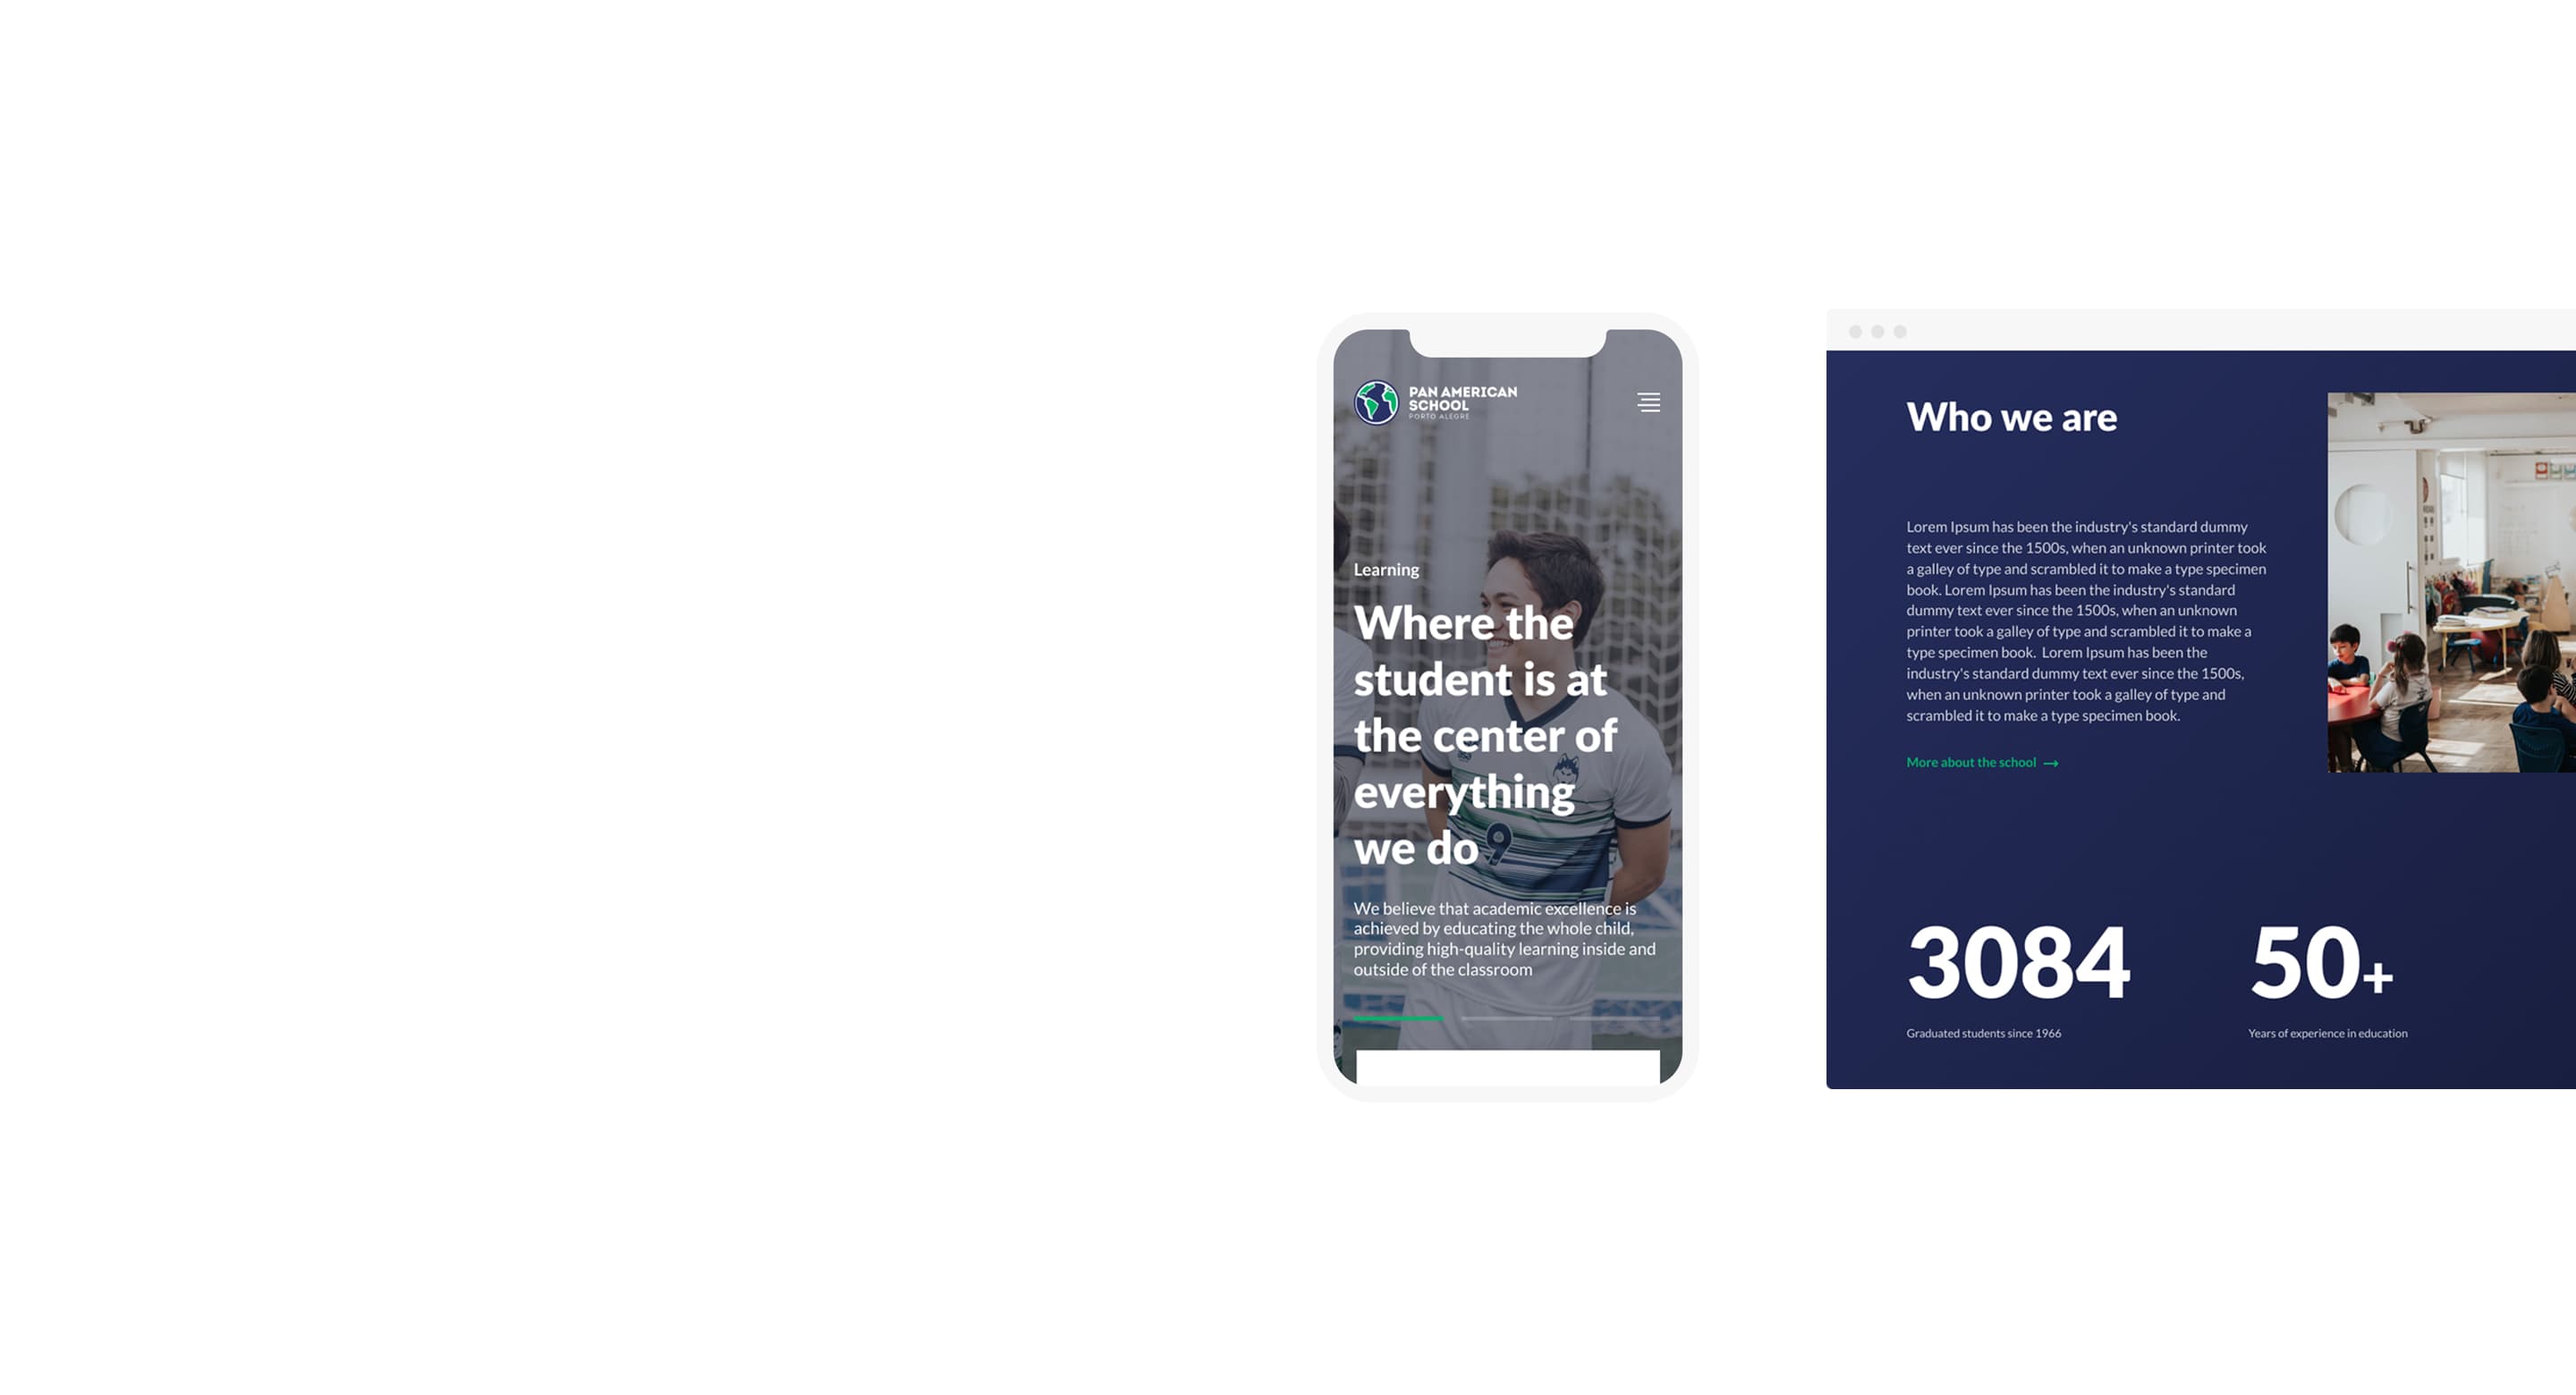 PAN AMERICAN
SCHOOL
PORTO ALEGRE
Learning
Where the
student is at
the center of
everything
we do
9
We believe that academic excellence is
achieved by educating the whole child,
providing high-quality learning inside and
outside of the classroom
Who we are
Lorem Ipsum has been the industry's standard dummy
text ever since the 1500s, when an unknown printer took
a galley of type and scrambled it to make a type specimen
book. Lorem Ipsum has been the industry's standard
dummy text ever since the 1500s, when an unknown
printer took a galley of type and scrambled it to make a
type specimen book.  Lorem Ipsum has been the
industry's standard dummy text ever since the 1500s,
when an unknown printer took a galley of type and
scrambled it to make a type specimen book.
More about the school →
3084
Graduated students since 1966
50+
Years of experience in education